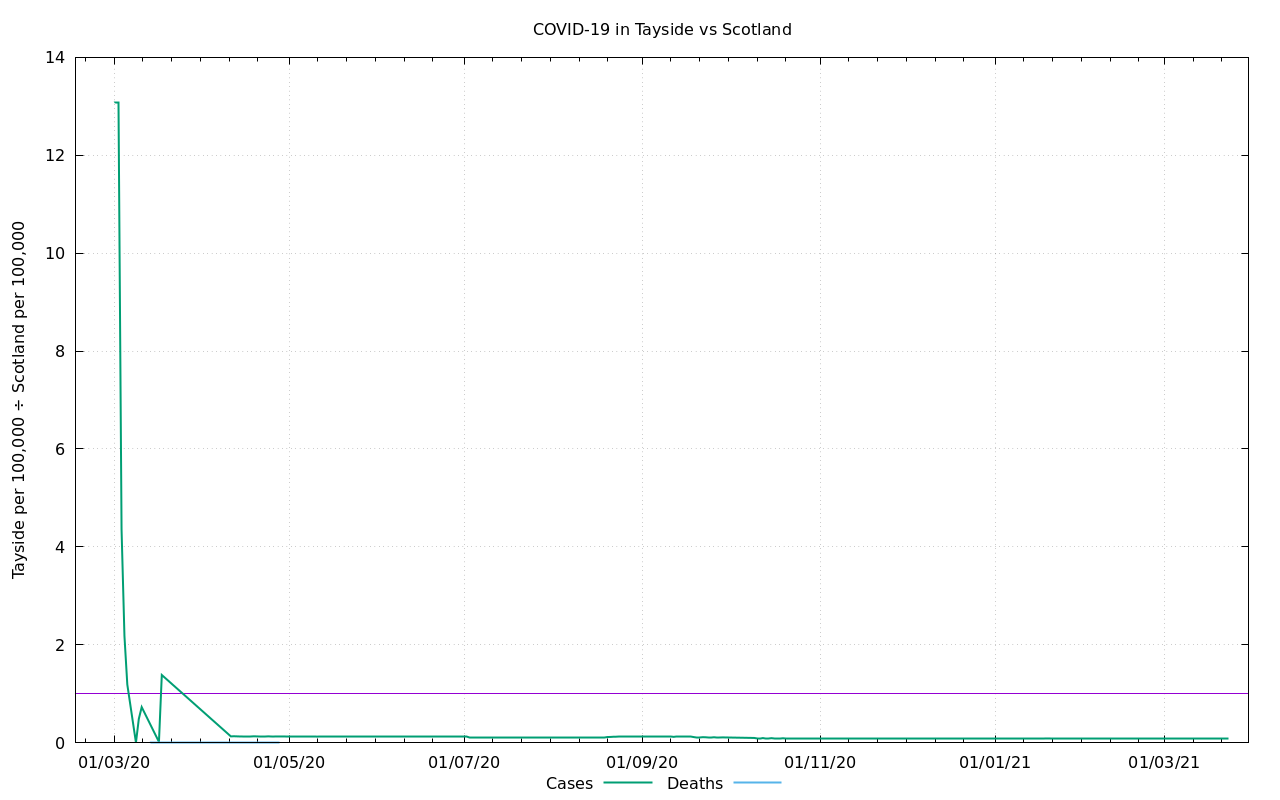 COVID-19 in Tayside vs Scotland
Tayside per 100,000 ÷ Scotland per 100,000
14
12
10
8
6
4
2
0
01/03/20 01/05/20 01/07/20 01/09/20 01/11/20 01/01/21 01/03/21
Cases Deaths